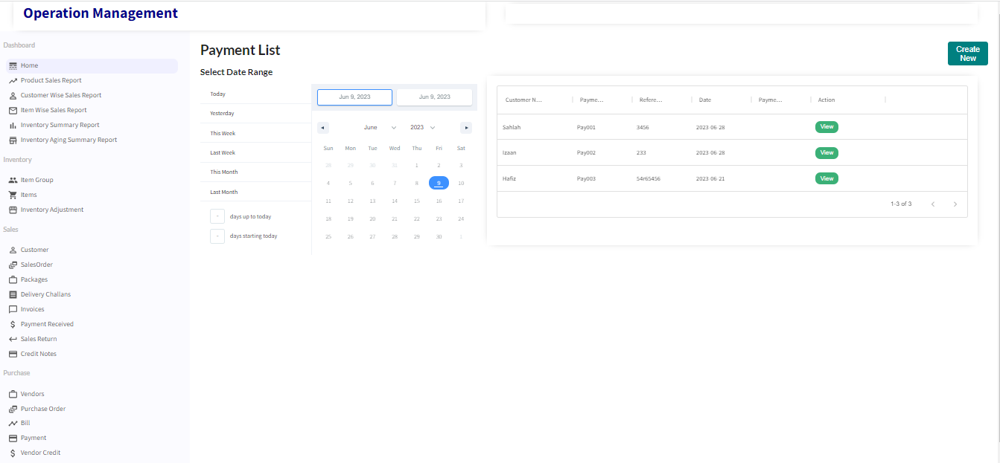 Operation Management
Dashboard
Home
Product Sales Report
Customer Wise Sales Report
Item Wise Sales Report
Inventory Summary Report
Inventory Aging Summary Report
Inventory
Item Group
Items
Inventory Adjustment
Sales
Customer
SalesOrder
Packages
Delivery Challans
Invoices
Payment Received
Sales Return
Credit Notes
Purchase
Vendors
Purchase Order
Bill
Payment
Vendor Credit
Payment List
Create
New
Select Date Range
Today
Yesterday
This Week
Last Week
This Month
Last Month
- days up to today
- days starting today
Jun 9, 2023 Jun 9, 2023
June 2023
Sun Mon Tue Wed Thu Fri Sat
28 29 30 31 1 2 3
4 5 6 7 8 9 10
11 12 13 14 15 16 17
18 19 20 21 22 23 24
25 26 27 28 29 30 1
Customer N... Payme... Refere... Date Payme... Action
Sahlah Pay001 3456 2023-06-28 View
Izaan Pay002 233 2023-06-28 View
Hafiz Pay003 54r65456 2023-06-21 View
1-3 of 3